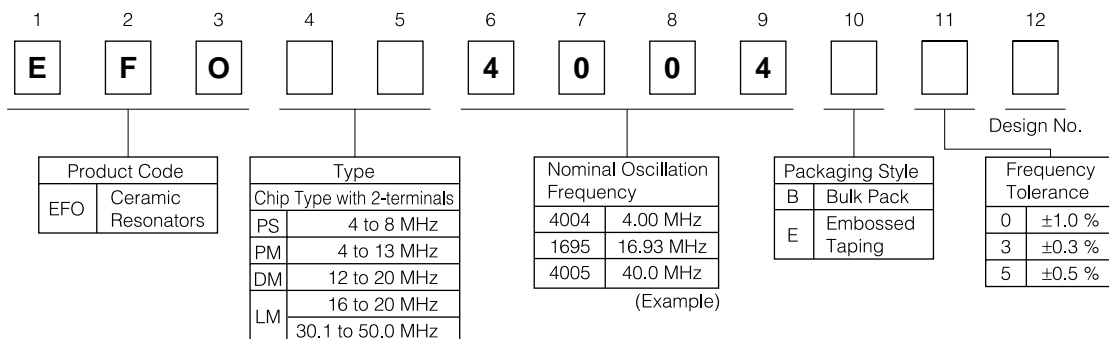 1 2 3 4 5 6 7 8 9 10 11 12
E F O 4 0 0 4
Design No.
Product Code
EFO Ceramic
Resonators
Type
Chip Type with 2-terminals
PS 4 to 8 MHz
PM 4 to 13 MHz
DM 12 to 20 MHz
LM 16 to 20 MHz
30.1 to 50.0 MHz
Nominal Oscillation
Frequency
4004 4.00 MHz
1695 16.93 MHz
4005 40.0 MHz
(Example)
Packaging Style
B Bulk Pack
E Embossed
Taping
Frequency
Tolerance
0 ±1.0 %
3 ±0.3 %
5 ±0.5 %